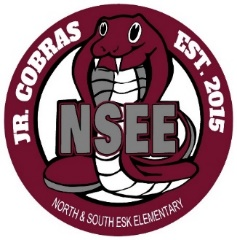 JR. COBRAS
EST. 2015
NSEE
NORTH & SOUTH ESK ELEMENTARY